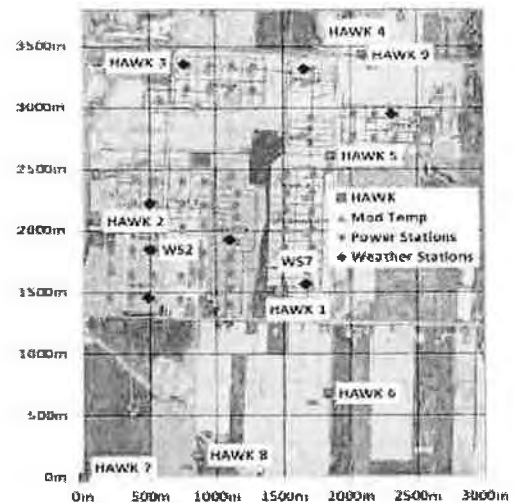 HAWK 4
3500m
HAWK 3
HAWK 9
3000m
HAWK 5
2500m
HAWK
Mod Temp
Power Stations
Weather Stations
HAWK 2
2000m
WS2
WS7
1500m
HAWK 1
1000m
HAWK 6
500m
HAWK 8
HAWK 7
0m
0m 500m 1000m 1500m 2000m 2500m 3000m